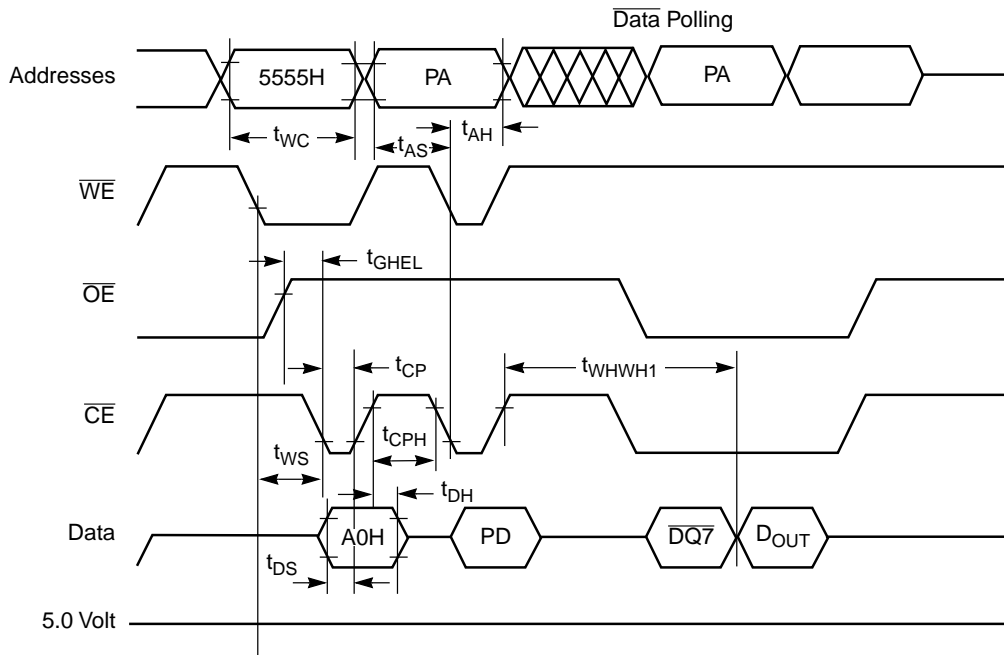 Data Polling
Addresses
5555H
PA
PA
tWC
tAS
tAH
WE
tGHEL
OE
tCP
tWHWH1
CE
tCPH
tWS
tDH
Data
A0H
PD
DQ7
DOUT
tDS
5.0 Volt